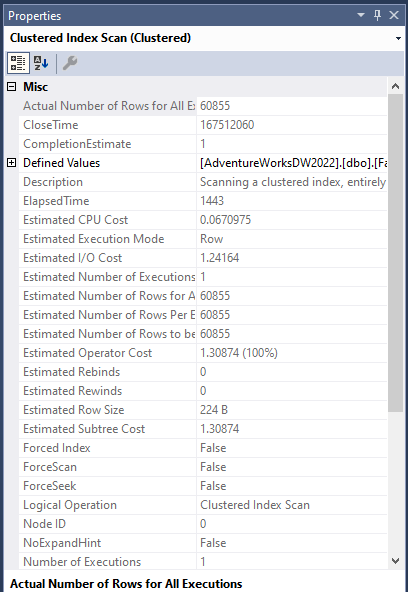 Properties
Clustered Index Scan (Clustered)
Misc
Actual Number of Rows for All E 60855
CloseTime 167512060
CompletionEstimate 1
Defined Values [AdventureWorksDW2022].[dbo].[Fa
Description Scanning a clustered index, entirely
ElapsedTime 1443
Estimated CPU Cost 0.0670975
Estimated Execution Mode Row
Estimated I/O Cost 1.24164
Estimated Number of Executions 1
Estimated Number of Rows for A 60855
Estimated Number of Rows Per E 60855
Estimated Number of Rows to be 60855
Estimated Operator Cost 1.30874 (100%)
Estimated Rebinds 0
Estimated Rewinds 0
Estimated Row Size 224 B
Estimated Subtree Cost 1.30874
Forced Index False
ForceScan False
ForceSeek False
Logical Operation Clustered Index Scan
Node ID 0
NoExpandHint False
Number of Executions 1
Actual Number of Rows for All Executions